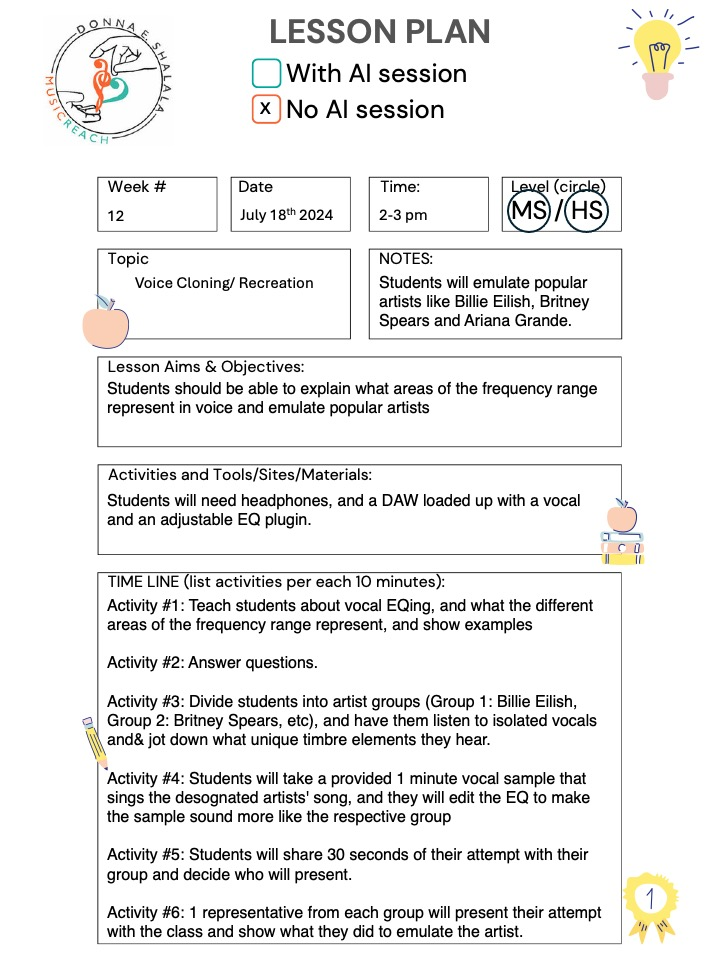 DONNA E. SHALALA
MUSICREACH
LESSON PLAN
With AI session
x No AI session
Week #
12
Date
July 18th 2024
Time:
2-3 pm
Level (circle)
MS / HS
Topic
Voice Cloning/ Recreation
NOTES:
Students will emulate popular
artists like Billie Eilish, Britney
Spears and Ariana Grande.
Lesson Aims & Objectives:
Students should be able to explain what areas of the frequency range
represent in voice and emulate popular artists
Activities and Tools/Sites/Materials:
Students will need headphones, and a DAW loaded up with a vocal
and an adjustable EQ plugin.
TIME LINE (list activities per each 10 minutes):
Activity #1: Teach students about vocal EQing, and what the different
areas of the frequency range represent, and show examples
Activity #2: Answer questions.
Activity #3: Divide students into artist groups (Group 1: Billie Eilish,
Group 2: Britney Spears, etc), and have them listen to isolated vocals
and& jot down what unique timbre elements they hear.
Activity #4: Students will take a provided 1 minute vocal sample that
sings the desognated artists' song, and they will edit the EQ to make
the sample sound more like the respective group
Activity #5: Students will share 30 seconds of their attempt with their
group and decide who will present.
Activity #6: 1 representative from each group will present their attempt
with the class and show what they did to emulate the artist.
1